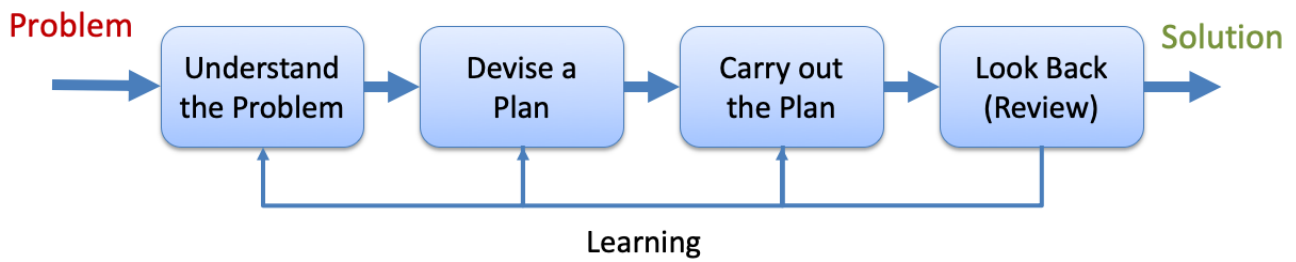 Problem
Understand
the Problem
Devise a
Plan
Carry out
the Plan
Look Back
(Review)
Solution
Learning